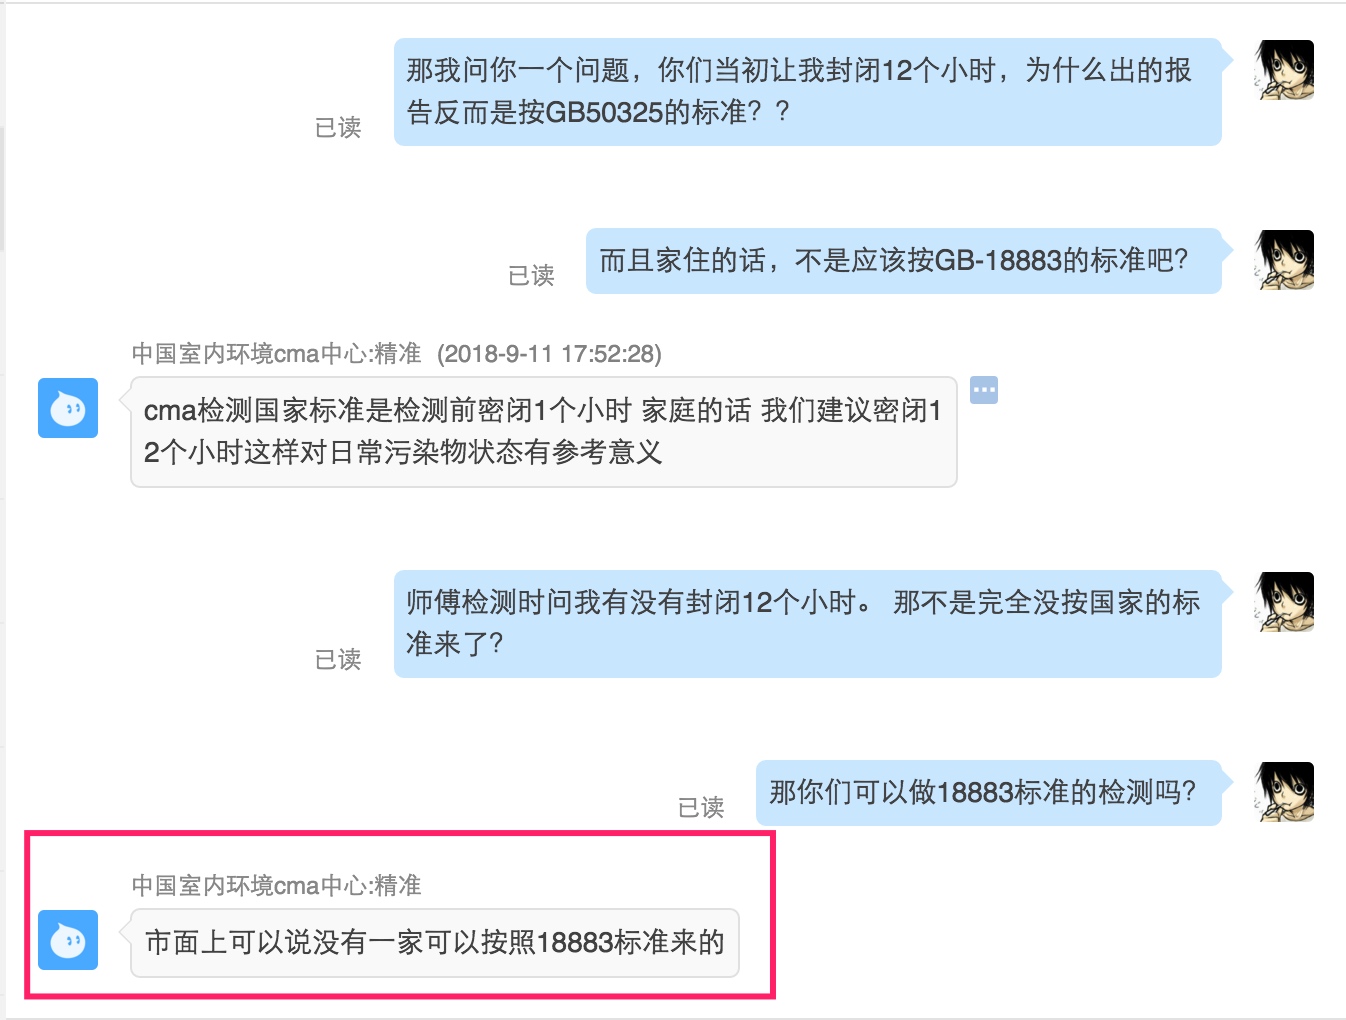 那我问你一个问题，你们当初让我封闭12个小时，为什么出的报
告反而是按GB50325的标准？？
已读
而且家住的话，不是应该按GB-18883的标准吧？
已读
中国室内环境cma中心:精准 (2018-9-11 17:52:28)
cma检测国家标准是检测前密闭1个小时 家庭的话 我们建议密闭1
2个小时这样对日常污染物状态有参考意义
师傅检测时问我有没有封闭12个小时。 那不是完全没按国家的标
准来了？
已读
那你们可以做18883标准的检测吗？
已读
中国室内环境cma中心:精准
市面上可以说没有一家可以按照18883标准来的